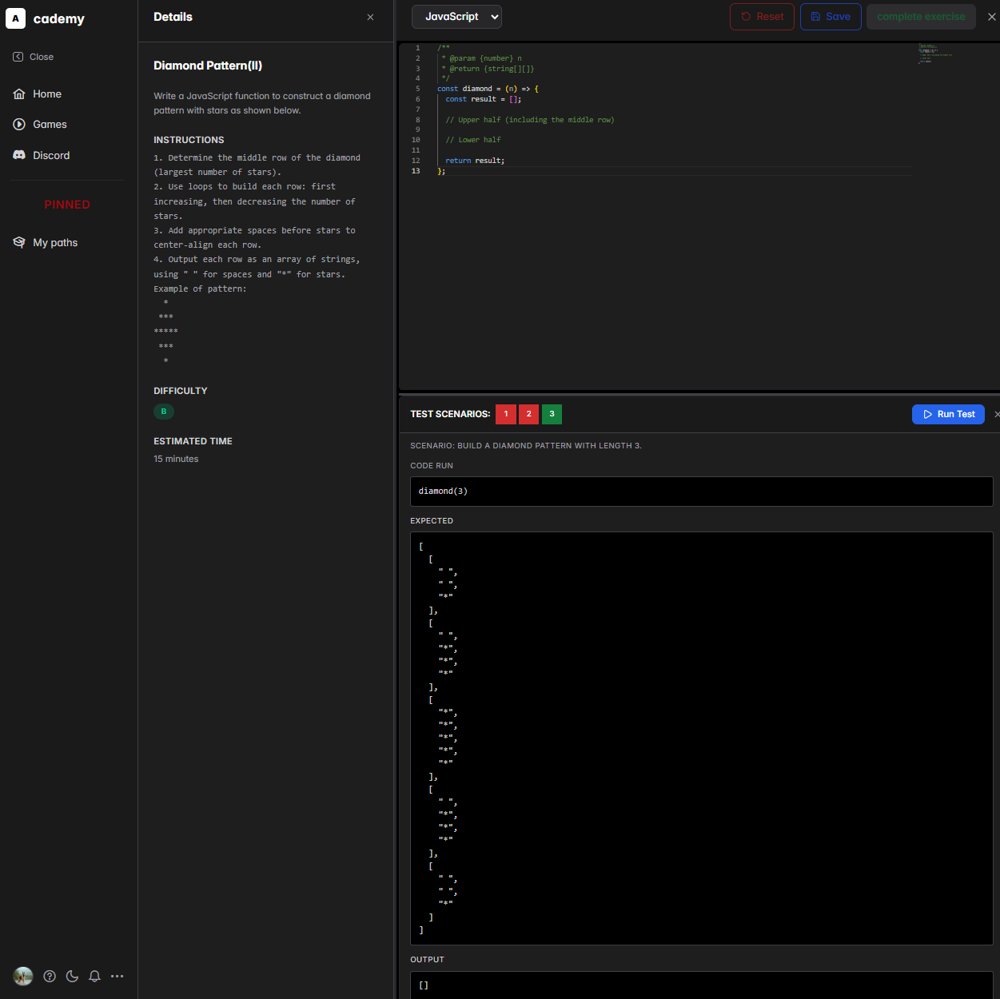 A cademy
Close
Home
Games
Discord
PINNED
My paths
Details
Diamond Pattern(II)
Write a JavaScript function to construct a diamond
pattern with stars as shown below.
INSTRUCTIONS
1. Determine the middle row of the diamond
(largest number of stars).
2. Use loops to build each row: first
increasing, then decreasing the number of
stars.
3. Add appropriate spaces before stars to
center-align each row.
4. Output each row as an array of strings,
using " " for spaces and "*" for stars.
Example of pattern:
  *
 ***
*****
 ***
  *
DIFFICULTY
B
ESTIMATED TIME
15 minutes
JavaScript
Reset
Save
complete exercise
1 /**
2  * @param {number} n
3  * @return {string[][]}
4  */
5 const diamond = (n) => {
6   const result = [];
7
8   // Upper half (including the middle row)
9
10   // Lower half
11
12   return result;
13 };
TEST SCENARIOS: 1 2 3
Run Test
SCENARIO: BUILD A DIAMOND PATTERN WITH LENGTH 3.
CODE RUN
diamond(3)
EXPECTED
[
  [
    " ",
    " ",
    "*"
  ],
  [
    " ",
    "*",
    "*",
    "*"
  ],
  [
    "*",
    "*",
    "*",
    "*",
    "*"
  ],
  [
    " ",
    "*",
    "*",
    "*"
  ],
  [
    " ",
    " ",
    "*"
  ]
]
OUTPUT
[]